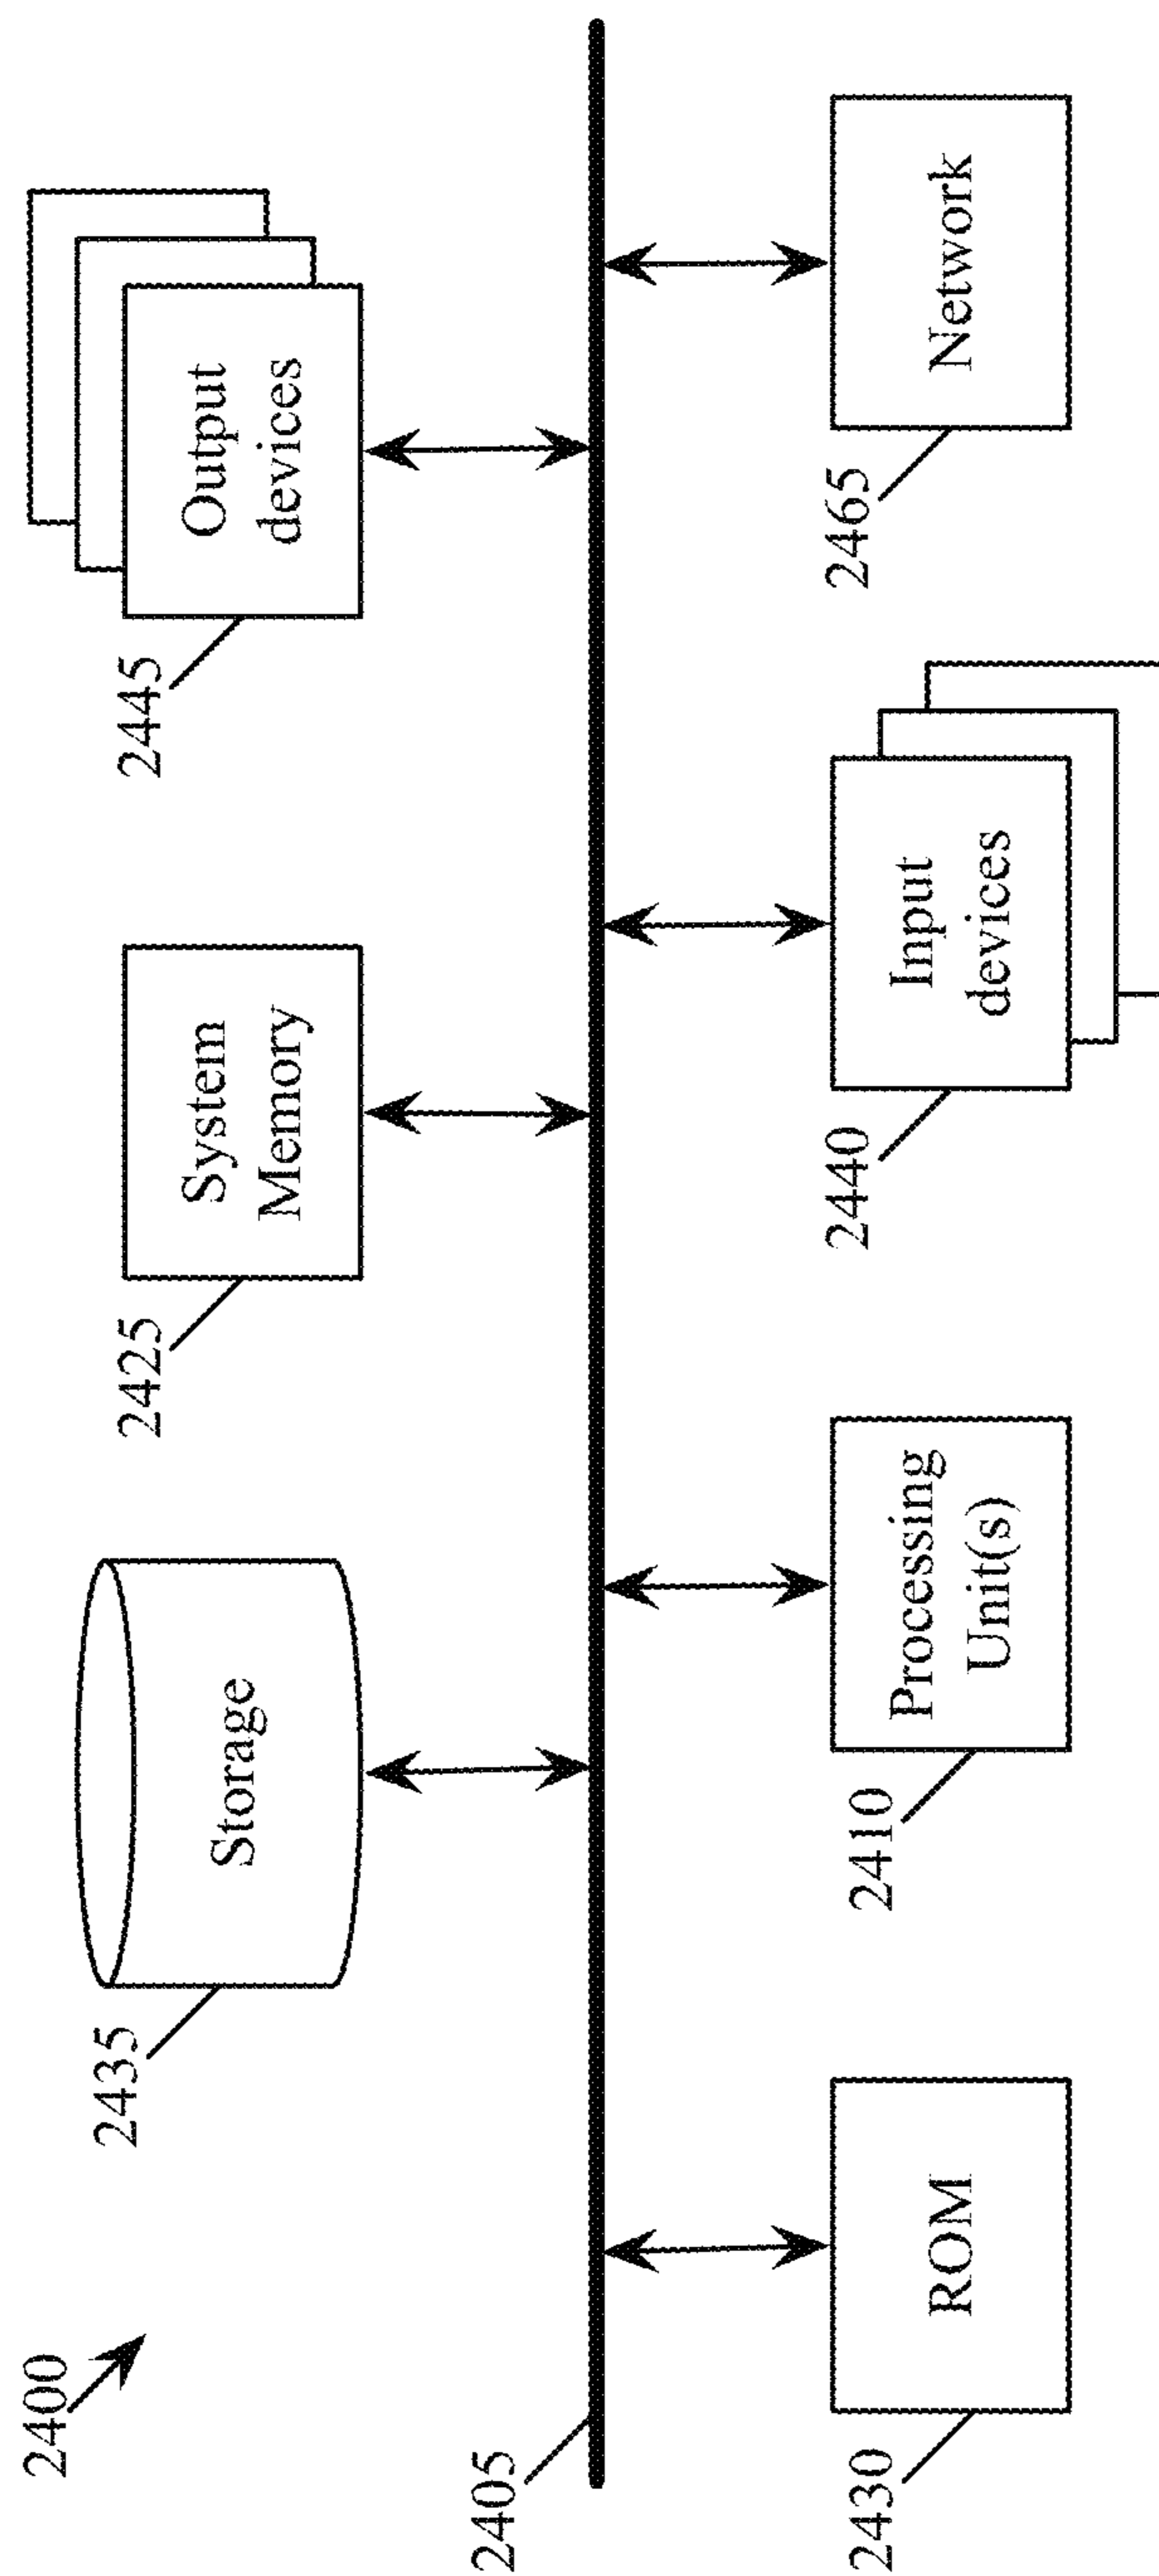 2400
2435
Storage
2425
System
Memory
2445
Output
devices
2405
2430
ROM
2410
Processing
Unit(s)
2440
Input
devices
2465
Network